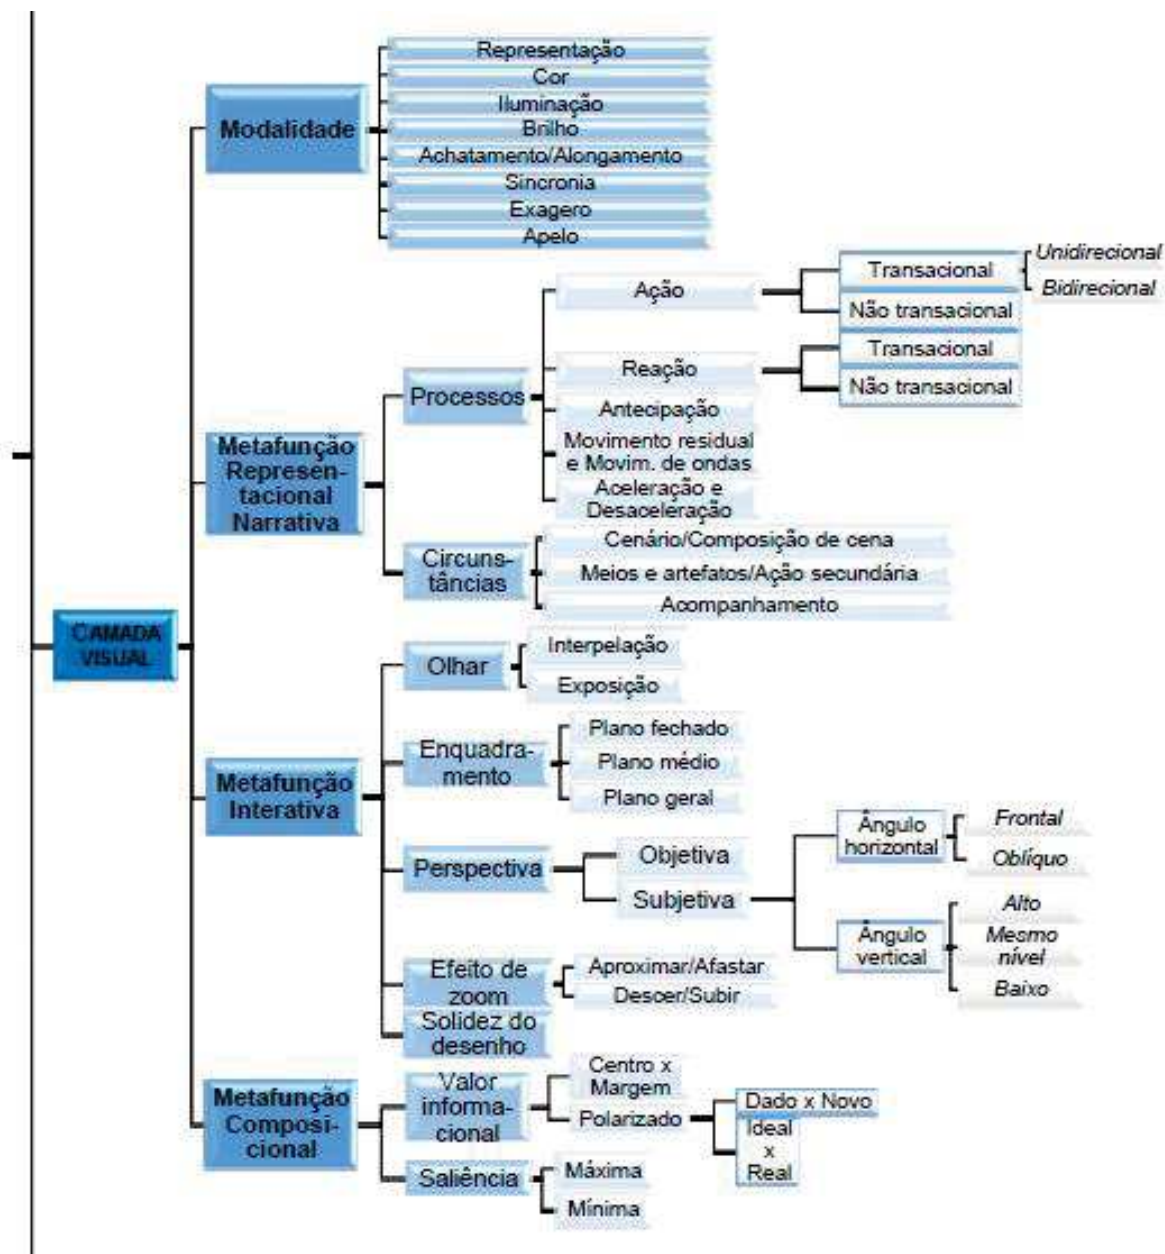 Representação
Cor
Iluminação
Brilho
Achatamento/Alongamento
Sincronia
Exagero
Apelo
Modalidade
Unidirecional
Bidirecional
Transacional
Não transacional
Ação
Transacional
Não transacional
Reação
Antecipação
Movimento residual
e Movim. de ondas
Aceleração e
Desaceleração
Processos
Metafunção
Represen-
tacional
Narrativa
Circuns-
tâncias
Cenário/Composição de cena
Meios e artefatos/Ação secundária
Acompanhamento
CAMADA
VISUAL
Olhar
Interpelação
Exposição
Enquadra-
mento
Plano fechado
Plano médio
Plano geral
Metafunção
Interativa
Perspectiva
Objetiva
Subjetiva
Ângulo
horizontal
Frontal
Oblíquo
Ângulo
vertical
Alto
Mesmo
nível
Baixo
Efeito de
zoom
Aproximar/Afastar
Descer/Subir
Solidez do
desenho
Metafunção
Composi-
cional
Valor
informa-
cional
Centro x
Margem
Polarizado
Dado x Novo
Ideal
x
Real
Saliência
Máxima
Mínima